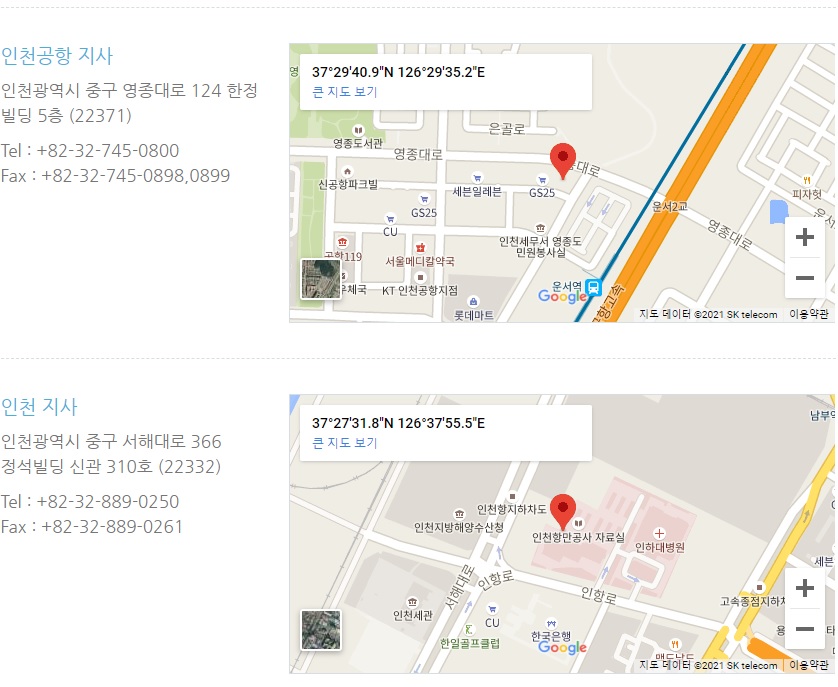 인천공항 지사
인천광역시 중구 영종대로 124 한정
빌딩 5층 (22371)
Tel : +82-32-745-0800
Fax : +82-32-745-0898,0899
37°29'40.9"N 126°29'35.2"E
큰 지도 보기
은골로
영종도서관
영종대로
종대로
신공항파크빌
세븐일레븐
GS25
GS25
CU
피자헛
운서2교
영종대로
인천세무서 영종도
민원봉사실
공항119
서울메디칼약국
우체국
KT 인천공항지점
운서역
롯데마트
Google
공항고속
지도 데이터 ©2021 SK telecom
이용약관
인천 지사
인천광역시 중구 서해대로 366
정석빌딩 신관 310호 (22332)
Tel : +82-32-889-0250
Fax : +82-32-889-0261
37°27'31.8"N 126°37'55.5"E
큰 지도 보기
남부역
인천항지하차도
인천지방해양수산청
인천항만공사 자료실
인하대병원
세븐
서해대로
인항로
인항로
고속종점지하차
인천세관
CU
한국은행
한일골프클럽
Google
맥도날드
지도 데이터 ©2021 SK telecom
이용약관